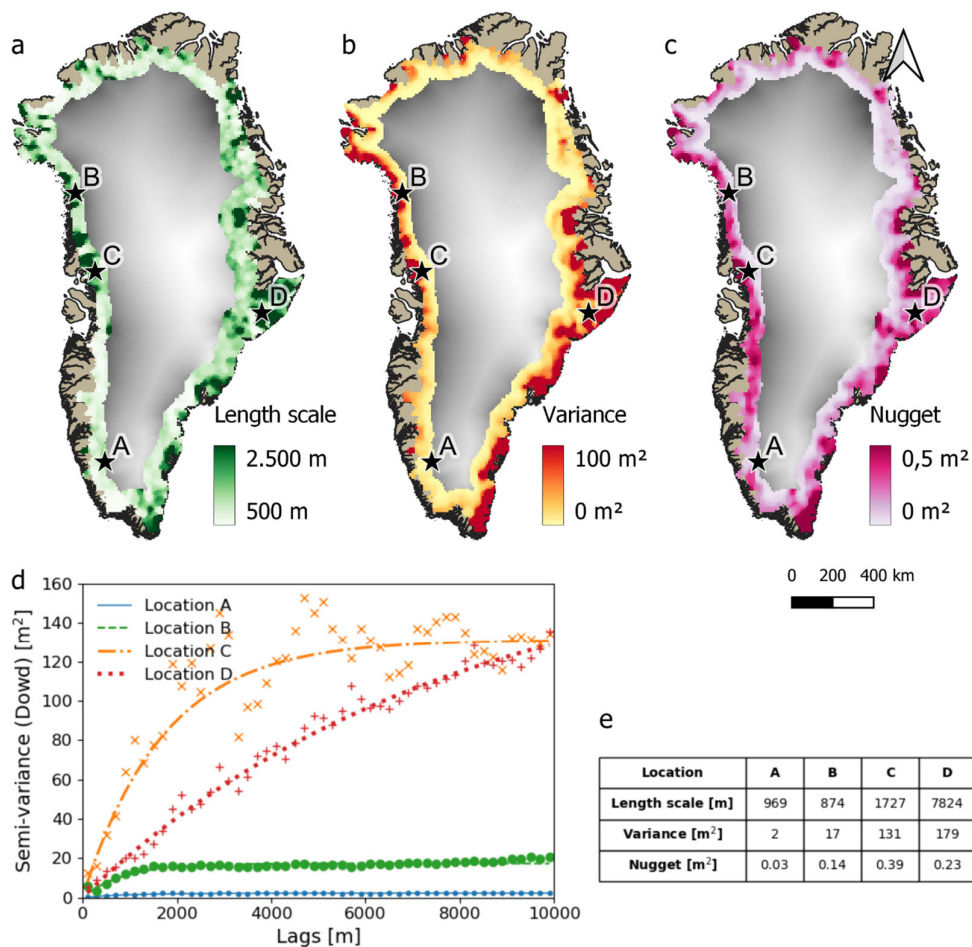 a
b
c
B
C
D
A
Length scale
2.500 m
500 m
B
C
D
A
Variance
100 m²
0 m²
B
C
D
A
Nugget
0,5 m²
0 m²
0 200 400 km
d
Semi-variance (Dowd) [m²]
160
140
120
100
80
60
40
20
0
Location A
Location B
Location C
Location D
0 2000 4000 6000 8000 10000
Lags [m]
e
Location A B C D
Length scale [m] 969 874 1727 7824
Variance [m²] 2 17 131 179
Nugget [m²] 0.03 0.14 0.39 0.23